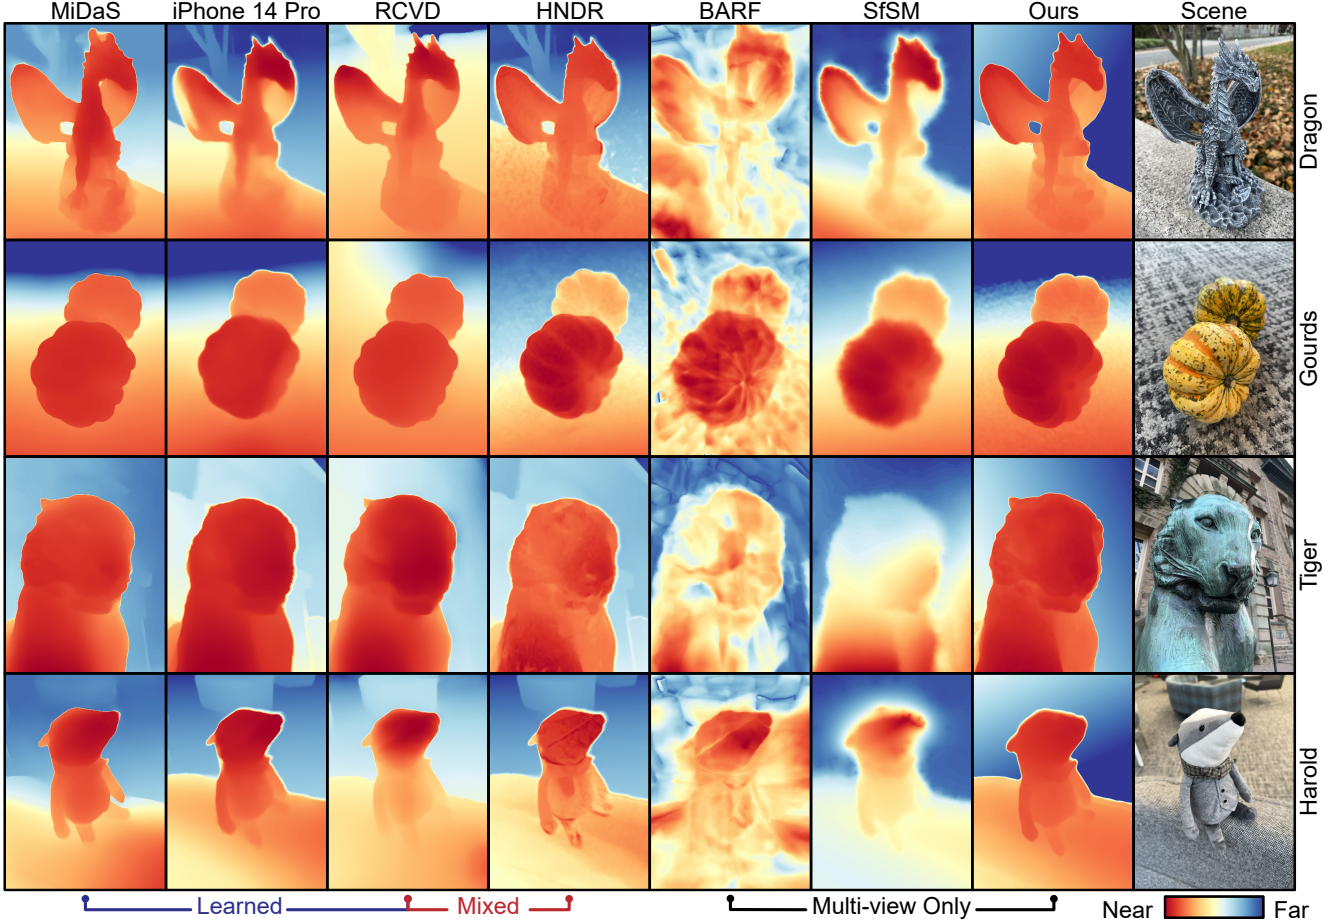 MiDaS iPhone 14 Pro RCVD HNDR BARF SfSM Ours Scene
Dragon
Gourds
Tiger
Harold
Learned Mixed Multi-view Only Near Far